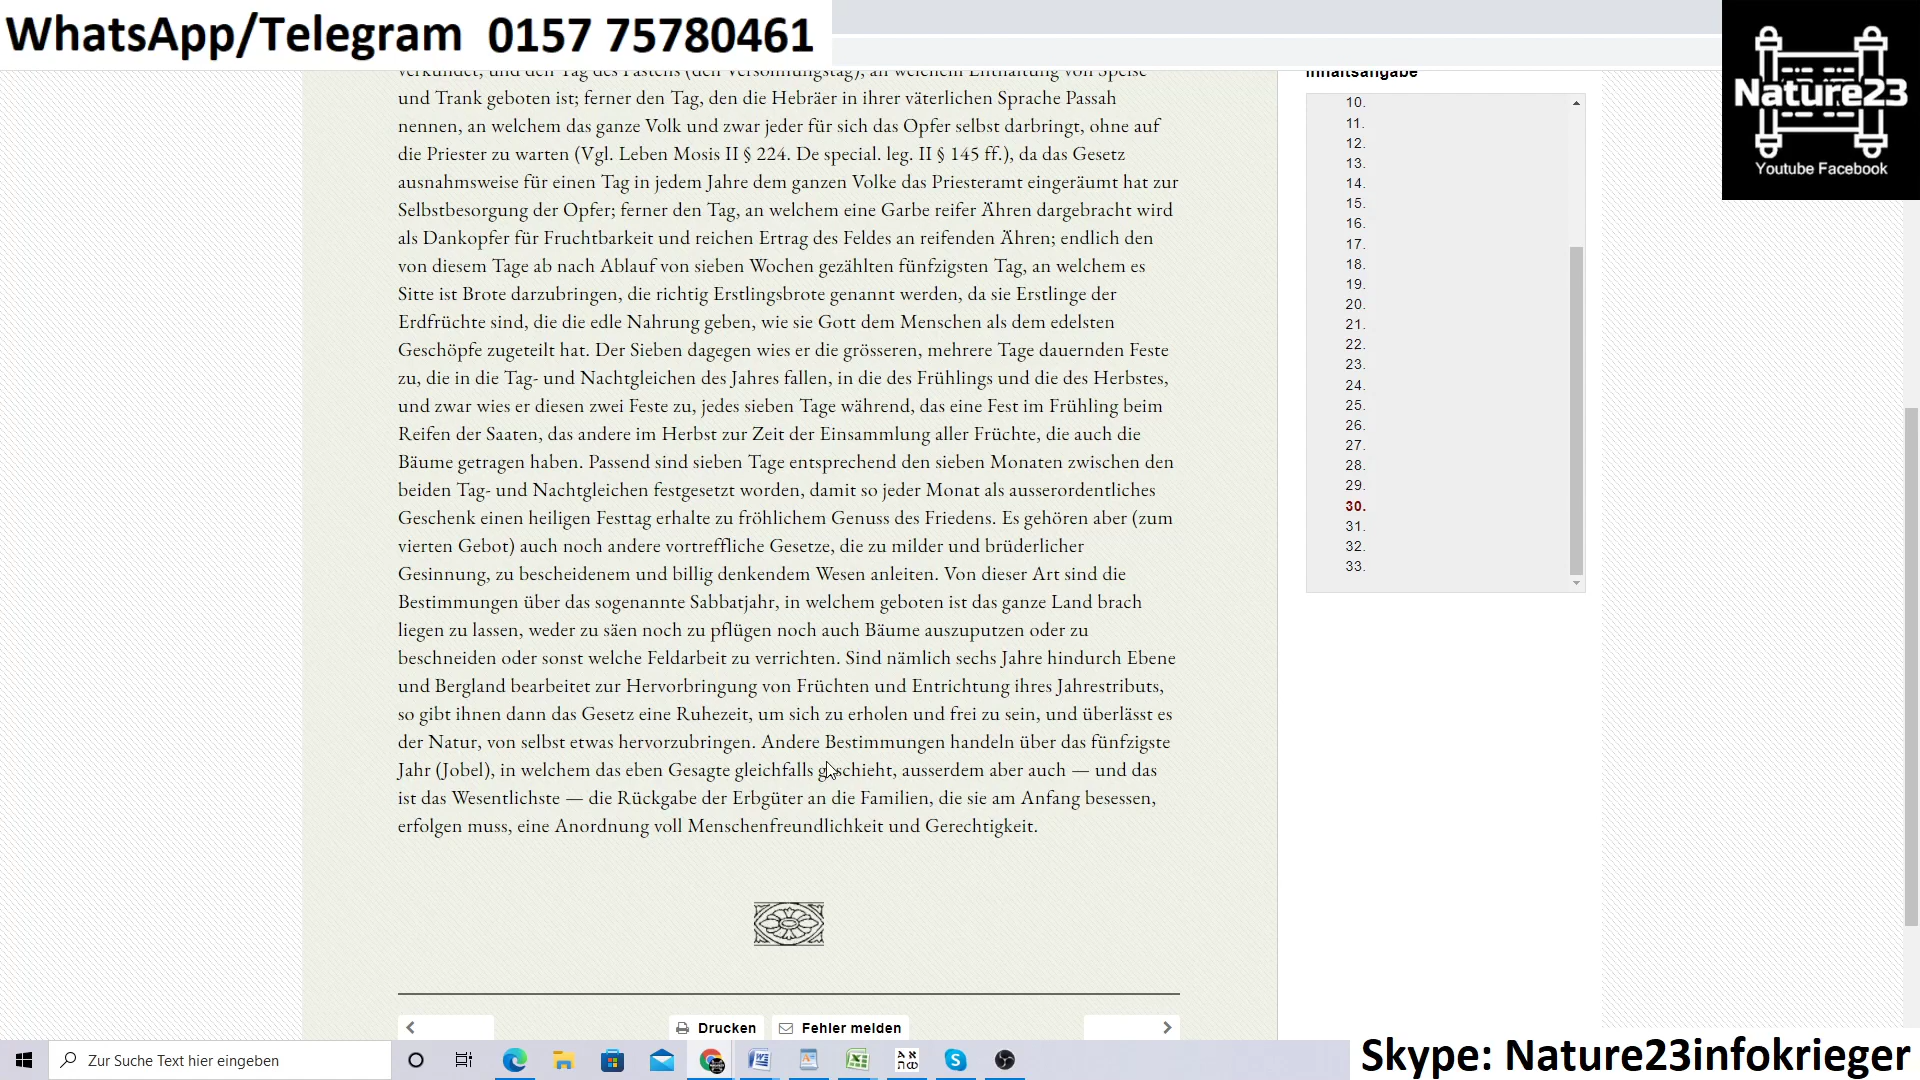 WhatsApp/Telegram 0157 75780461
verkündet, und den Tag des Fastens (den Versöhnungstag), an welchem Enthaltung von Speise
und Trank geboten ist; ferner den Tag, den die Hebräer in ihrer väterlichen Sprache Passah
nennen, an welchem das ganze Volk und zwar jeder für sich das Opfer selbst darbringt, ohne auf
die Priester zu warten (Vgl. Leben Mosis II § 224. De special. leg. II § 145 ff.), da das Gesetz
ausnahmsweise für einen Tag in jedem Jahre dem ganzen Volke das Priesteramt eingeräumt hat zur
Selbstbesorgung der Opfer; ferner den Tag, an welchem eine Garbe reifer Ähren dargebracht wird
als Dankopfer für Fruchtbarkeit und reichen Ertrag des Feldes an reifenden Ähren; endlich den
von diesem Tage ab nach Ablauf von sieben Wochen gezählten fünfzigsten Tag, an welchem es
Sitte ist Brote darzubringen, die richtig Erstlingsbrote genannt werden, da sie Erstlinge der
Erdfrüchte sind, die die edle Nahrung geben, wie sie Gott dem Menschen als dem edelsten
Geschöpfe zugeteilt hat. Der Sieben dagegen wies er die grösseren, mehrere Tage dauernden Feste
zu, die in die Tag- und Nachtgleichen des Jahres fallen, in die des Frühlings und die des Herbstes,
und zwar wies er diesen zwei Feste zu, jedes sieben Tage während, das eine Fest im Frühling beim
Reifen der Saaten, das andere im Herbst zur Zeit der Einsammlung aller Früchte, die auch die
Bäume getragen haben. Passend sind sieben Tage entsprechend den sieben Monaten zwischen den
beiden Tag- und Nachtgleichen festgesetzt worden, damit so jeder Monat als ausserordentliches
Geschenk einen heiligen Festtag erhalte zu fröhlichem Genuss des Friedens. Es gehören aber (zum
vierten Gebot) auch noch andere vortreffliche Gesetze, die zu milder und brüderlicher
Gesinnung, zu bescheidenem und billig denkendem Wesen anleiten. Von dieser Art sind die
Bestimmungen über das sogenannte Sabbatjahr, in welchem geboten ist das ganze Land brach
liegen zu lassen, weder zu säen noch zu pflügen noch auch Bäume auszuputzen oder zu
beschneiden oder sonst welche Feldarbeit zu verrichten. Sind nämlich sechs Jahre hindurch Ebene
und Bergland bearbeitet zur Hervorbringung von Früchten und Entrichtung ihres Jahrestributs,
so gibt ihnen dann das Gesetz eine Ruhezeit, um sich zu erholen und frei zu sein, und überlässt es
der Natur, von selbst etwas hervorzubringen. Andere Bestimmungen handeln über das fünfzigste
Jahr (Jobel), in welchem das eben Gesagte gleichfalls geschieht, ausserdem aber auch — und das
ist das Wesentlichste — die Rückgabe der Erbgüter an die Familien, die sie am Anfang besessen,
erfolgen muss, eine Anordnung voll Menschenfreundlichkeit und Gerechtigkeit.
Drucken
Fehler melden
Inhaltsangabe
10.
11.
12.
13.
14.
15.
16.
17.
18.
19.
20.
21.
22.
23.
24.
25.
26.
27.
28.
29.
30.
31.
32.
33.
Nature23
Youtube Facebook
Zur Suche Text hier eingeben
Skype: Nature23infokrieger